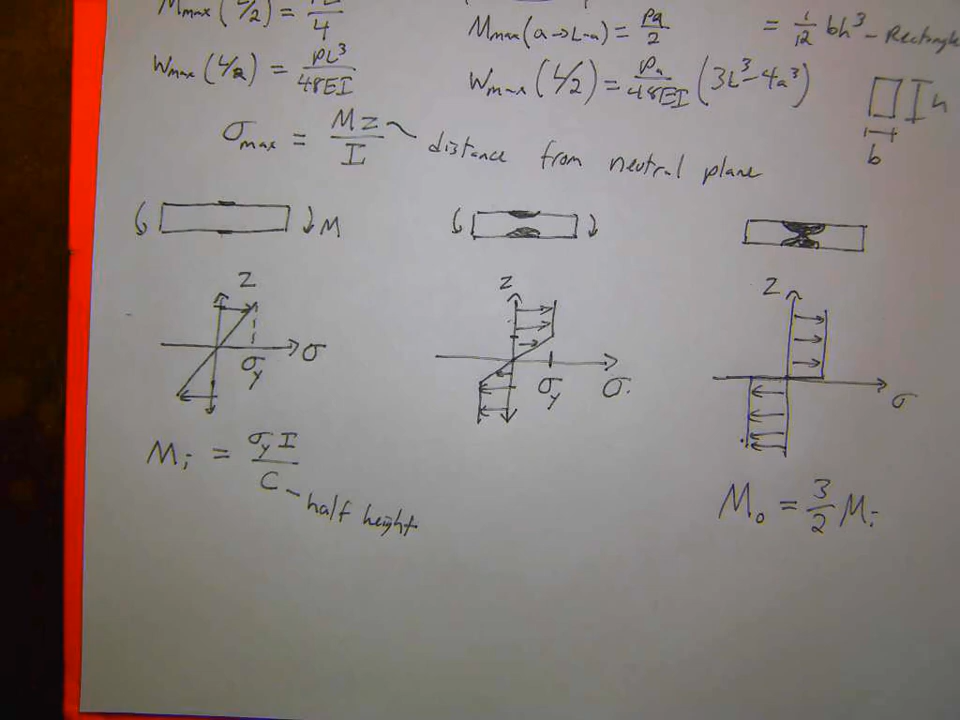 Mmax (L/2) = PL/4
Mmax (a→L-a) = Pa/2
= 1/12 bh³ - Rectangle
Wmax (L/2) = PL³/48EI
Wmax (L/2) = Pa/48EI (3L³-4a³)
h
b
σmax = Mz/I
distance from neutral plane
M
z
σ
σy
z
σ
σy
z
σ
Mi = σy I/C
half height
Mo = 3/2 Mi